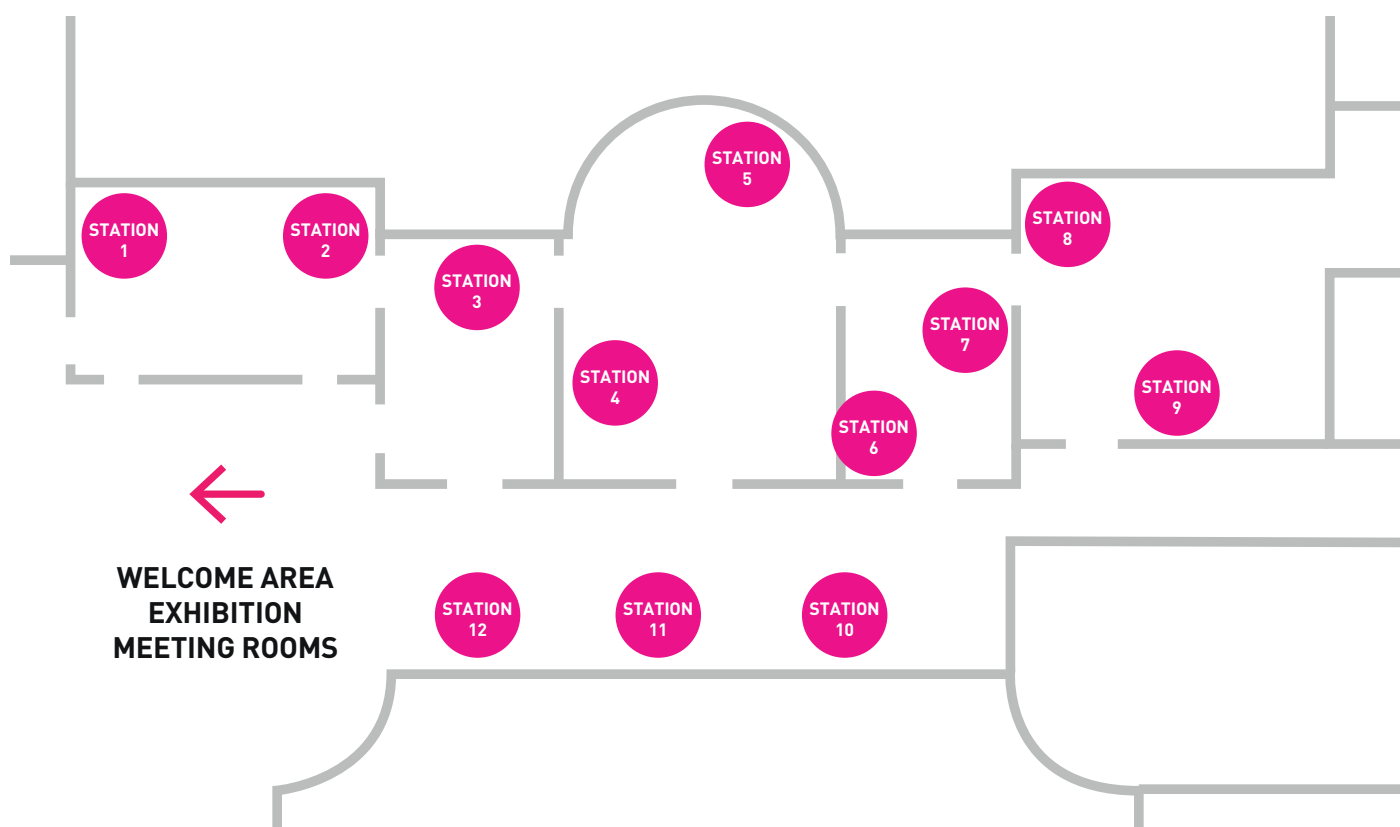 STATION
1
STATION
2
STATION
3
STATION
4
STATION
5
STATION
6
STATION
7
STATION
8
STATION
9
WELCOME AREA
EXHIBITION
MEETING ROOMS
STATION
12
STATION
11
STATION
10